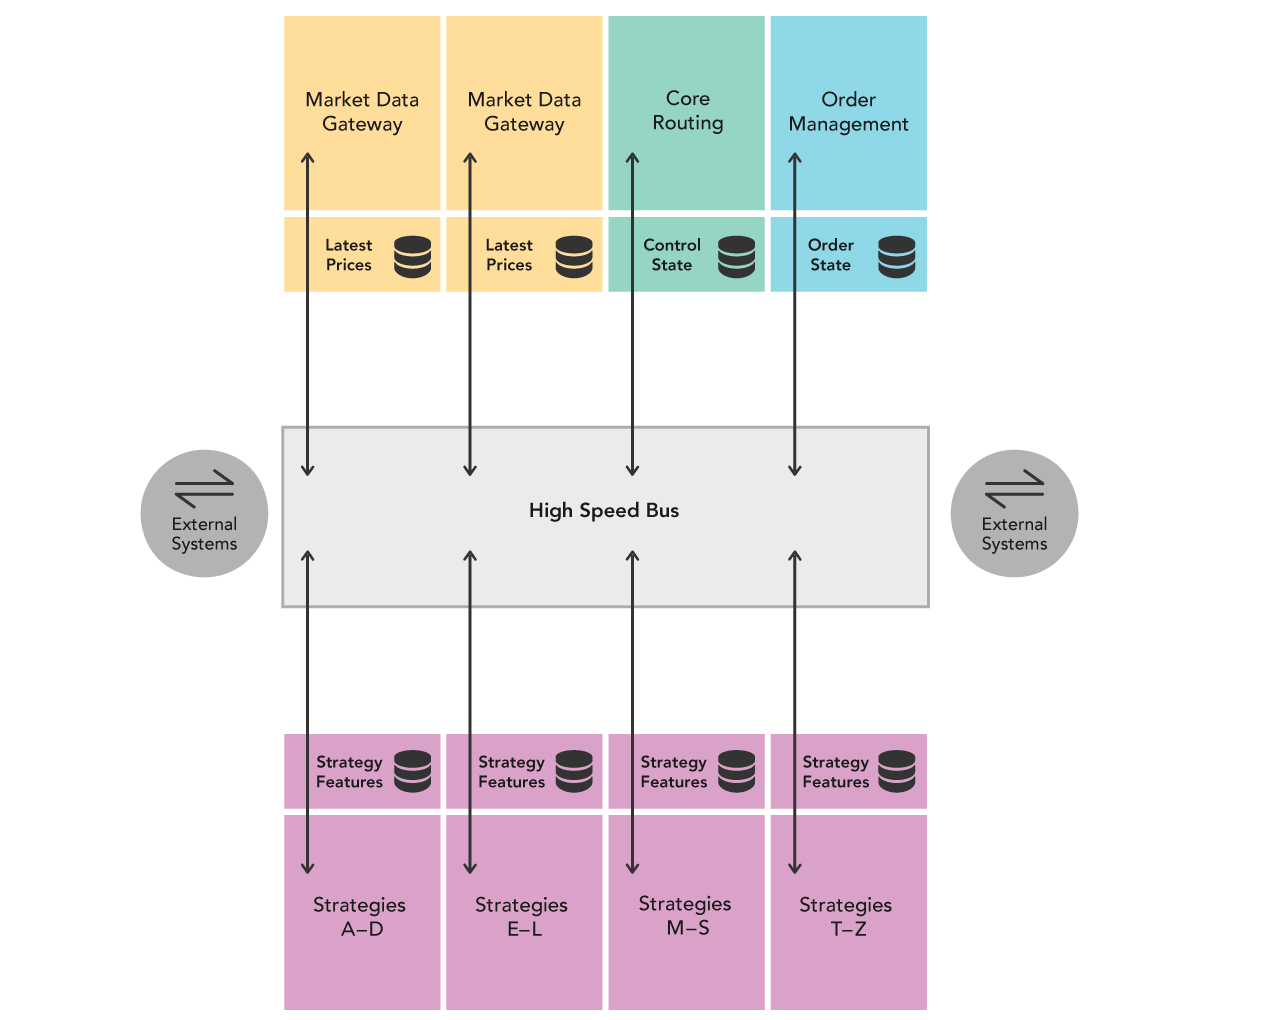 Market Data
Gateway
Market Data
Gateway
Core
Routing
Order
Management
Latest
Prices
Latest
Prices
Control
State
Order
State
External
Systems
High Speed Bus
External
Systems
Strategy
Features
Strategy
Features
Strategy
Features
Strategy
Features
Strategies
A–D
Strategies
E–L
Strategies
M–S
Strategies
T–Z